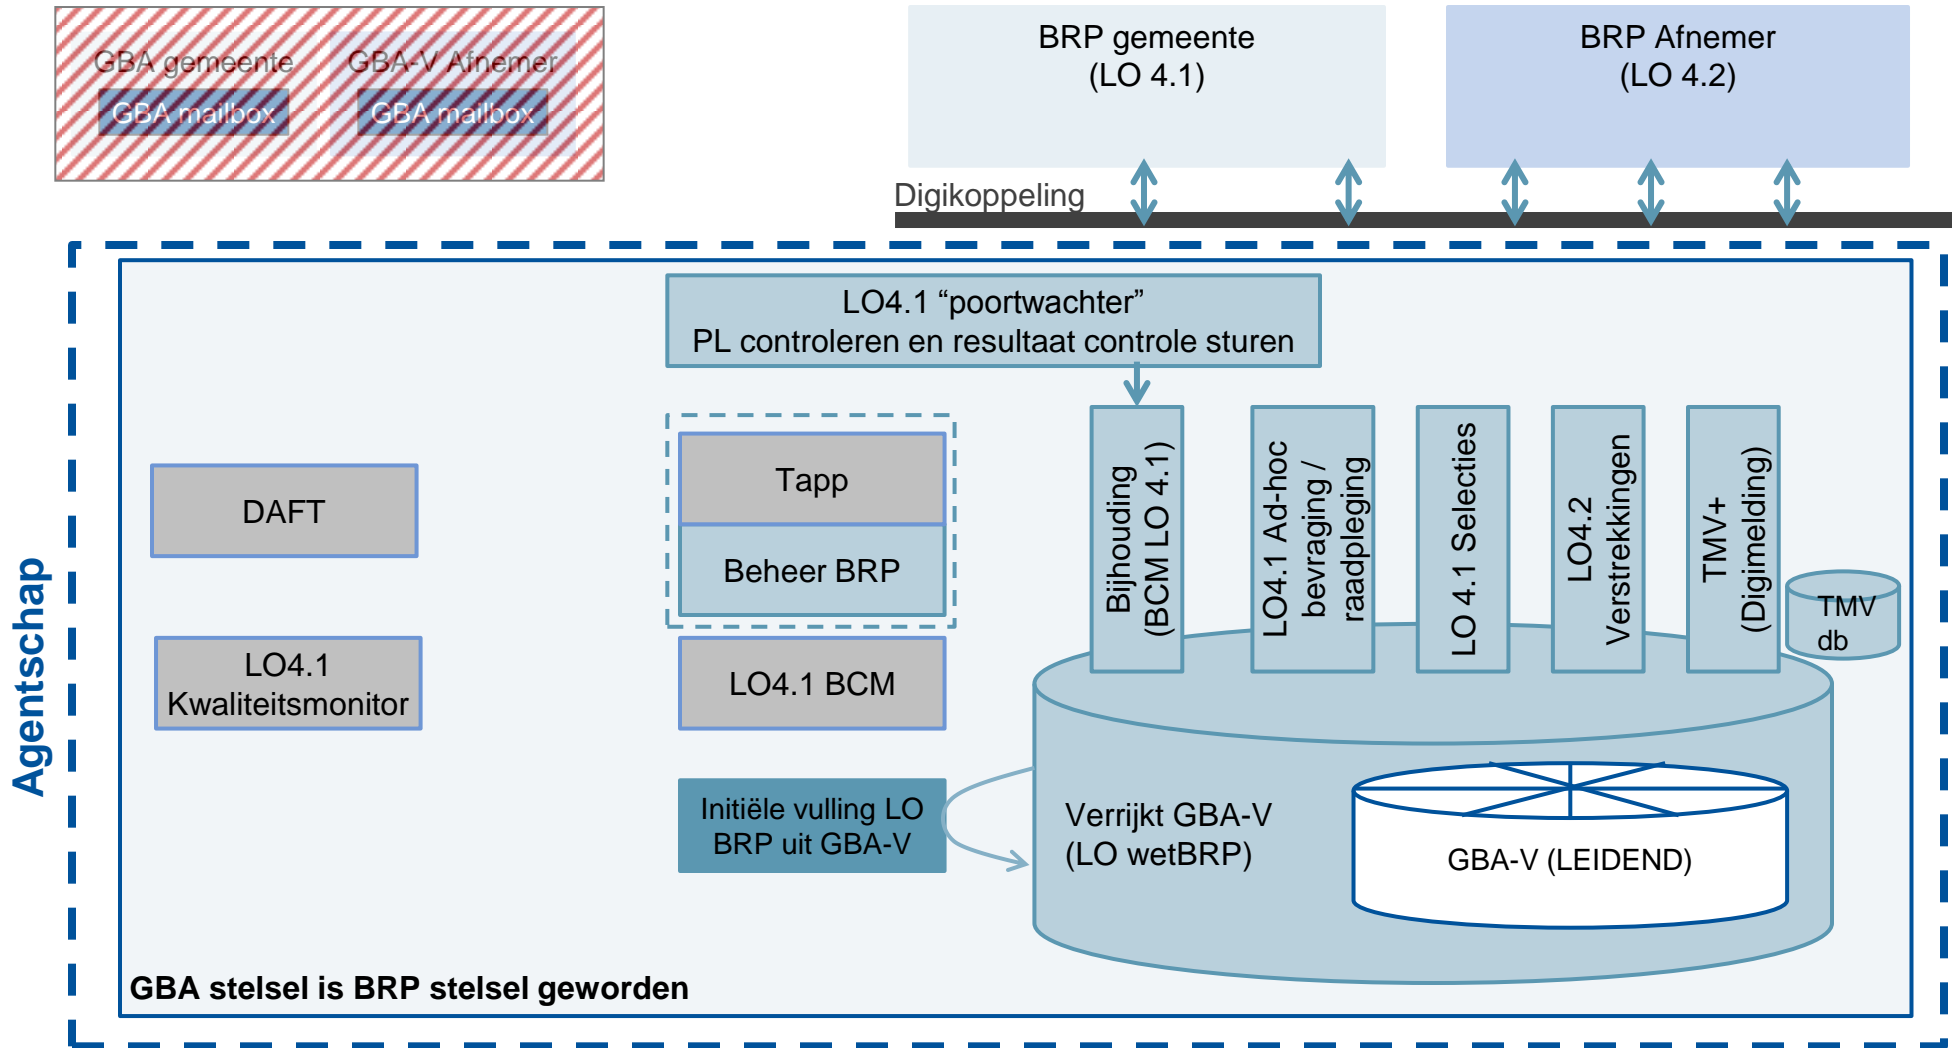 GBA gemeente
GBA mailbox
GBA-V Afnemer
GBA mailbox
BRP gemeente
(LO 4.1)
BRP Afnemer
(LO 4.2)
Digikoppeling
Agentschap
LO4.1 “poortwachter”
PL controleren en resultaat controle sturen
DAFT
LO4.1
Kwaliteitsmonitor
Tapp
Beheer BRP
LO4.1 BCM
Initiële vulling LO
BRP uit GBA-V
Bijhouding
(BCM LO 4.1)
LO4.1 Ad-hoc
bevraging /
raadpleging
LO 4.1 Selecties
LO4.2
Verstrekkingen
TMV+
(Digimelding)
TMV
db
Verrijkt GBA-V
(LO wetBRP)
GBA-V (LEIDEND)
GBA stelsel is BRP stelsel geworden